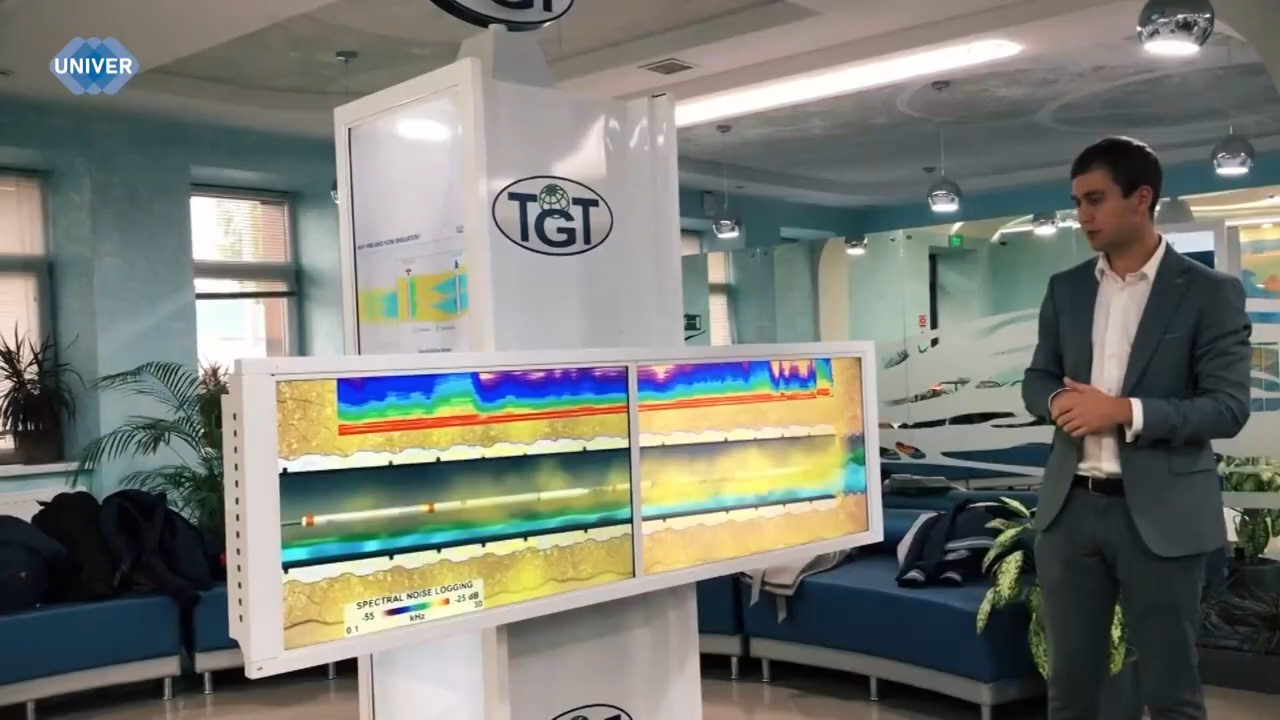 UNIVER
TGT
SPECTRAL NOISE LOGGING
-55
-25 dB
0.1
kHz
30